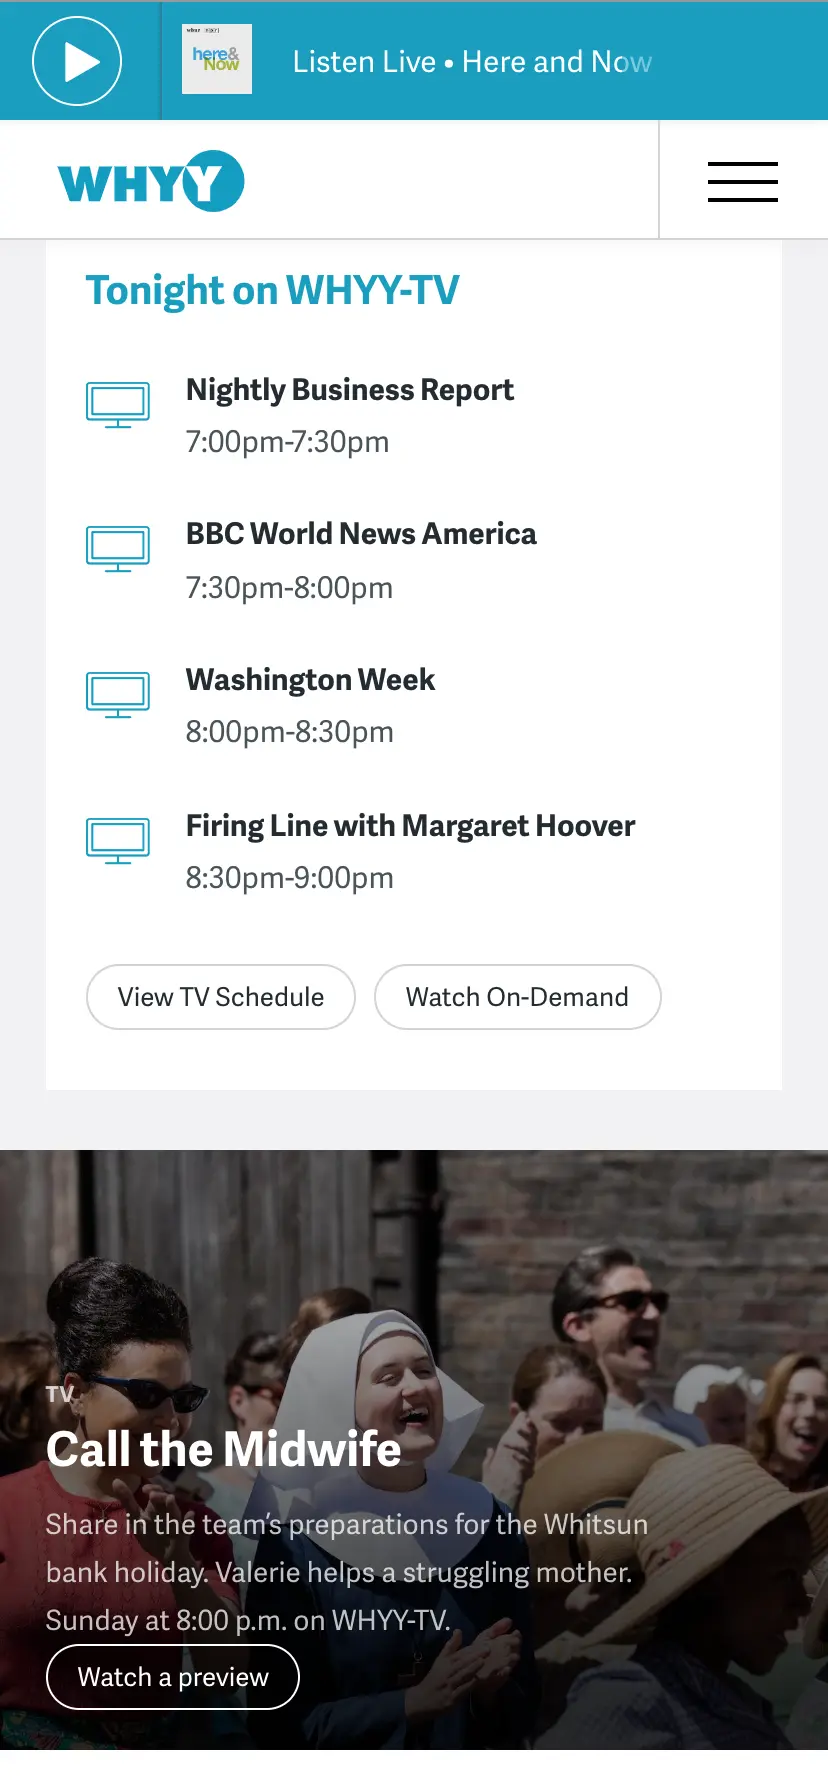 here&
Now
Listen Live • Here and Now
WHYY
Tonight on WHYY-TV
Nightly Business Report
7:00pm-7:30pm
BBC World News America
7:30pm-8:00pm
Washington Week
8:00pm-8:30pm
Firing Line with Margaret Hoover
8:30pm-9:00pm
View TV Schedule
Watch On-Demand
TV
Call the Midwife
Share in the team’s preparations for the Whitsun
bank holiday. Valerie helps a struggling mother.
Sunday at 8:00 p.m. on WHYY-TV.
Watch a preview